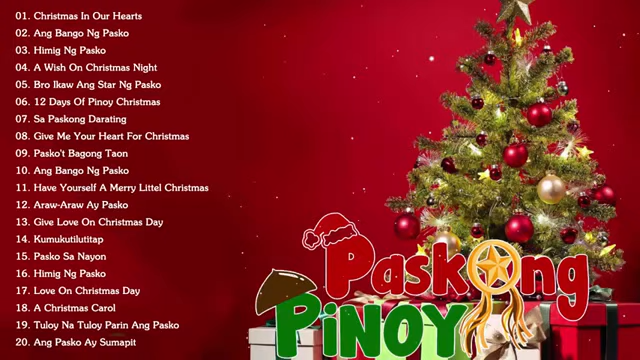 01. Christmas In Our Hearts
02. Ang Bango Ng Pasko
03. Himig Ng Pasko
04. A Wish On Christmas Night
05. Bro Ikaw Ang Star Ng Pasko
06. 12 Days Of Pinoy Christmas
07. Sa Paskong Darating
08. Give Me Your Heart For Christmas
09. Pasko't Bagong Taon
10. Ang Bango Ng Pasko
11. Have Yourself A Merry Littel Christmas
12. Araw-Araw Ay Pasko
13. Give Love On Christmas Day
14. Kumukutilutitap
15. Pasko Sa Nayon
16. Himig Ng Pasko
17. Love On Christmas Day
18. A Christmas Carol
19. Tuloy Na Tuloy Parin Ang Pasko
20. Ang Pasko Ay Sumapit
Paskong
PiNOY